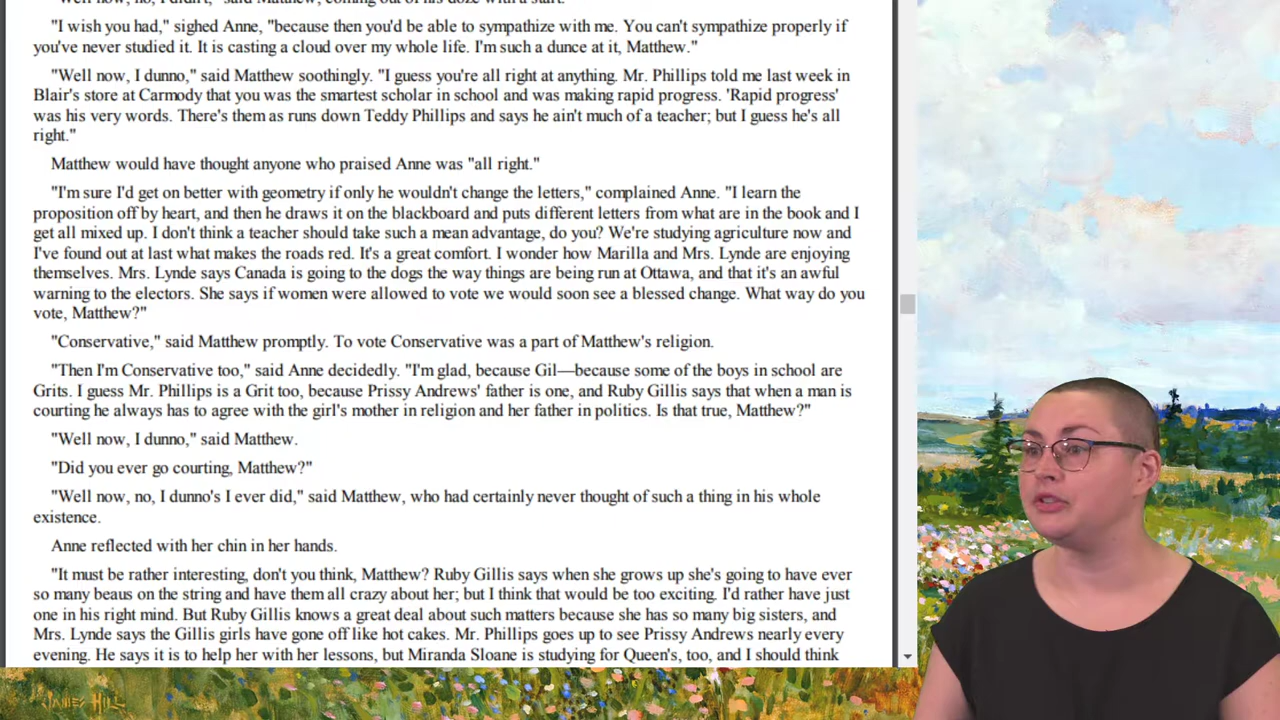 "Well now, no, I didn't," said Matthew, coming out of his doze with a start.
"I wish you had," sighed Anne, "because then you'd be able to sympathize with me. You can't sympathize properly if
you've never studied it. It is casting a cloud over my whole life. I'm such a dunce at it, Matthew."
"Well now, I dunno," said Matthew soothingly. "I guess you're all right at anything. Mr. Phillips told me last week in
Blair's store at Carmody that you was the smartest scholar in school and was making rapid progress. 'Rapid progress'
was his very words. There's them as runs down Teddy Phillips and says he ain't much of a teacher; but I guess he's all
right."
Matthew would have thought anyone who praised Anne was "all right."
"I'm sure I'd get on better with geometry if only he wouldn't change the letters," complained Anne. "I learn the
proposition off by heart, and then he draws it on the blackboard and puts different letters from what are in the book and I
get all mixed up. I don't think a teacher should take such a mean advantage, do you? We're studying agriculture now and
I've found out at last what makes the roads red. It's a great comfort. I wonder how Marilla and Mrs. Lynde are enjoying
themselves. Mrs. Lynde says Canada is going to the dogs the way things are being run at Ottawa, and that it's an awful
warning to the electors. She says if women were allowed to vote we would soon see a blessed change. What way do you
vote, Matthew?"
"Conservative," said Matthew promptly. To vote Conservative was a part of Matthew's religion.
"Then I'm Conservative too," said Anne decidedly. "I'm glad, because Gil—because some of the boys in school are
Grits. I guess Mr. Phillips is a Grit too, because Prissy Andrews' father is one, and Ruby Gillis says that when a man is
courting he always has to agree with the girl's mother in religion and her father in politics. Is that true, Matthew?"
"Well now, I dunno," said Matthew.
"Did you ever go courting, Matthew?"
"Well now, no, I dunno's I ever did," said Matthew, who had certainly never thought of such a thing in his whole
existence.
Anne reflected with her chin in her hands.
"It must be rather interesting, don't you think, Matthew? Ruby Gillis says when she grows up she's going to have ever
so many beaus on the string and have them all crazy about her; but I think that would be too exciting. I'd rather have just
one in his right mind. But Ruby Gillis knows a great deal about such matters because she has so many big sisters, and
Mrs. Lynde says the Gillis girls have gone off like hot cakes. Mr. Phillips goes up to see Prissy Andrews nearly every
evening. He says it is to help her with her lessons, but Miranda Sloane is studying for Queen's, too, and I should think
JAMES HILL